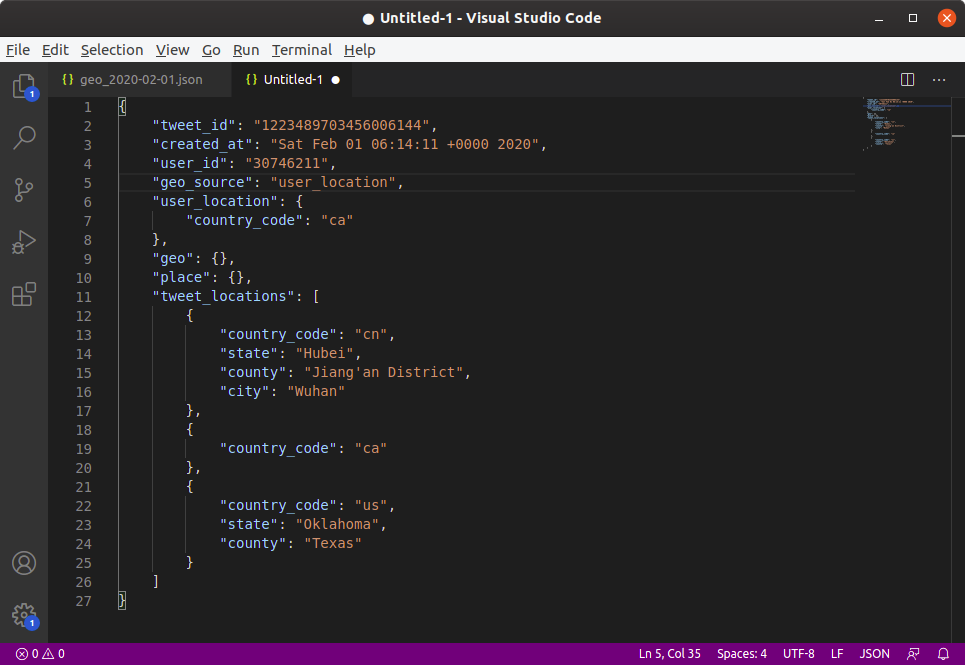 ● Untitled-1 - Visual Studio Code
File Edit Selection View Go Run Terminal Help
{} geo_2020-02-01.json {} Untitled-1 ●
1 {
2 "tweet_id": "1223489703456006144",
3 "created_at": "Sat Feb 01 06:14:11 +0000 2020",
4 "user_id": "30746211",
5 "geo_source": "user_location",
6 "user_location": {
7 "country_code": "ca"
8 },
9 "geo": {},
10 "place": {},
11 "tweet_locations": [
12 {
13 "country_code": "cn",
14 "state": "Hubei",
15 "county": "Jiang'an District",
16 "city": "Wuhan"
17 },
18 {
19 "country_code": "ca"
20 },
21 {
22 "country_code": "us",
23 "state": "Oklahoma",
24 "county": "Texas"
25 }
26 ]
27 }
1
1
0 0 Ln 5, Col 35 Spaces: 4 UTF-8 LF JSON